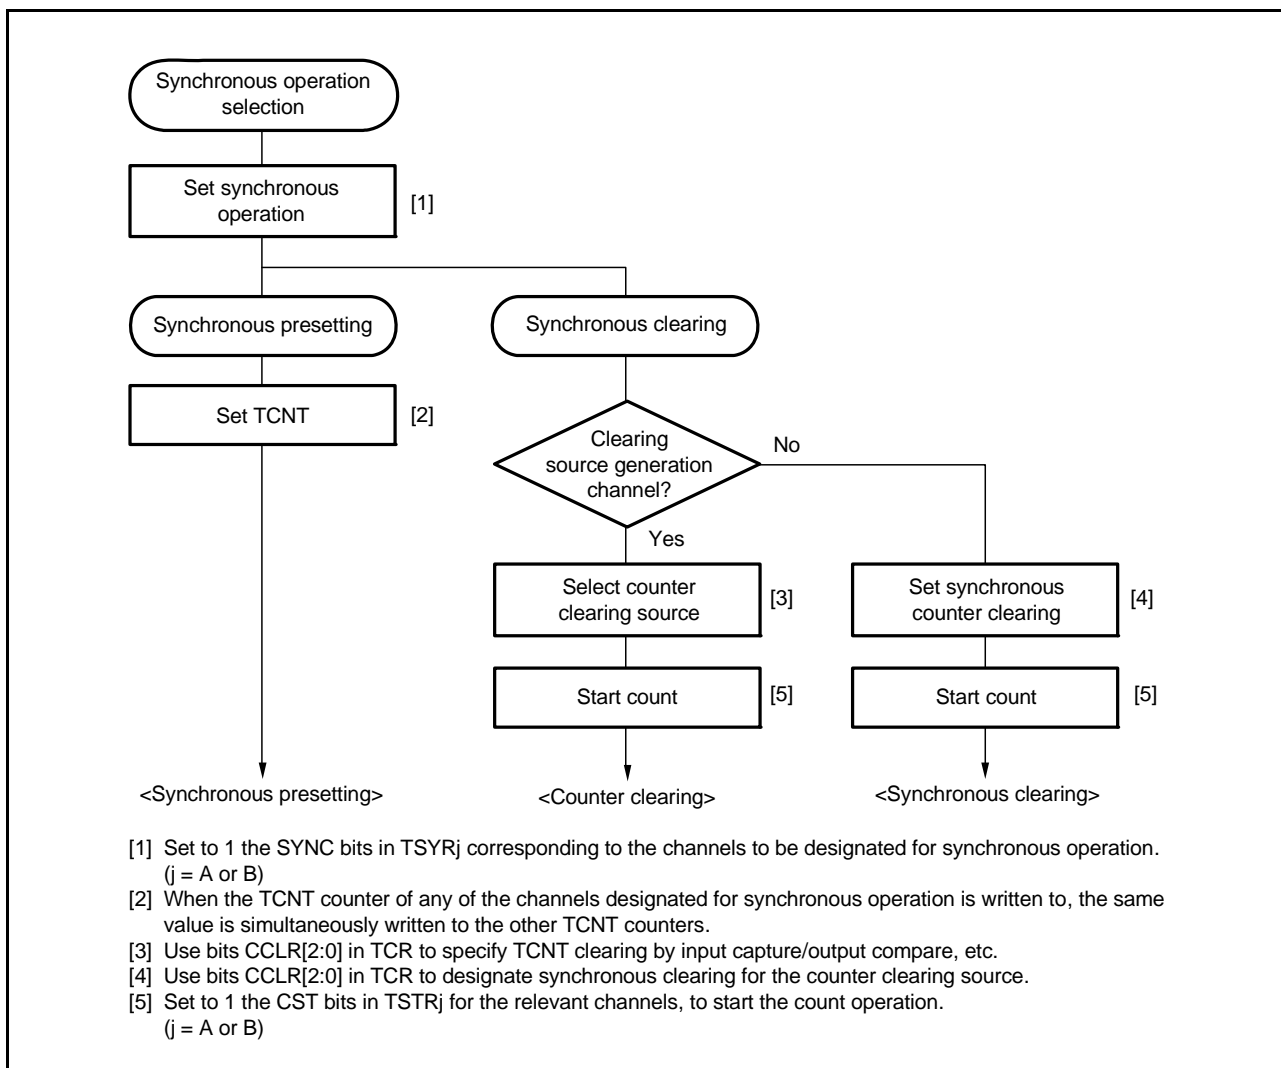 Synchronous operation
selection
Set synchronous
operation
[1]
Synchronous presetting
Synchronous clearing
Set TCNT
[2]
Clearing
source generation
channel?
No
Yes
Select counter
clearing source
[3]
Set synchronous
counter clearing
[4]
Start count
[5]
Start count
[5]
<Synchronous presetting>
<Counter clearing>
<Synchronous clearing>
[1] Set to 1 the SYNC bits in TSYRj corresponding to the channels to be designated for synchronous operation.
(j = A or B)
[2] When the TCNT counter of any of the channels designated for synchronous operation is written to, the same
value is simultaneously written to the other TCNT counters.
[3] Use bits CCLR[2:0] in TCR to specify TCNT clearing by input capture/output compare, etc.
[4] Use bits CCLR[2:0] in TCR to designate synchronous clearing for the counter clearing source.
[5] Set to 1 the CST bits in TSTRj for the relevant channels, to start the count operation.
(j = A or B)